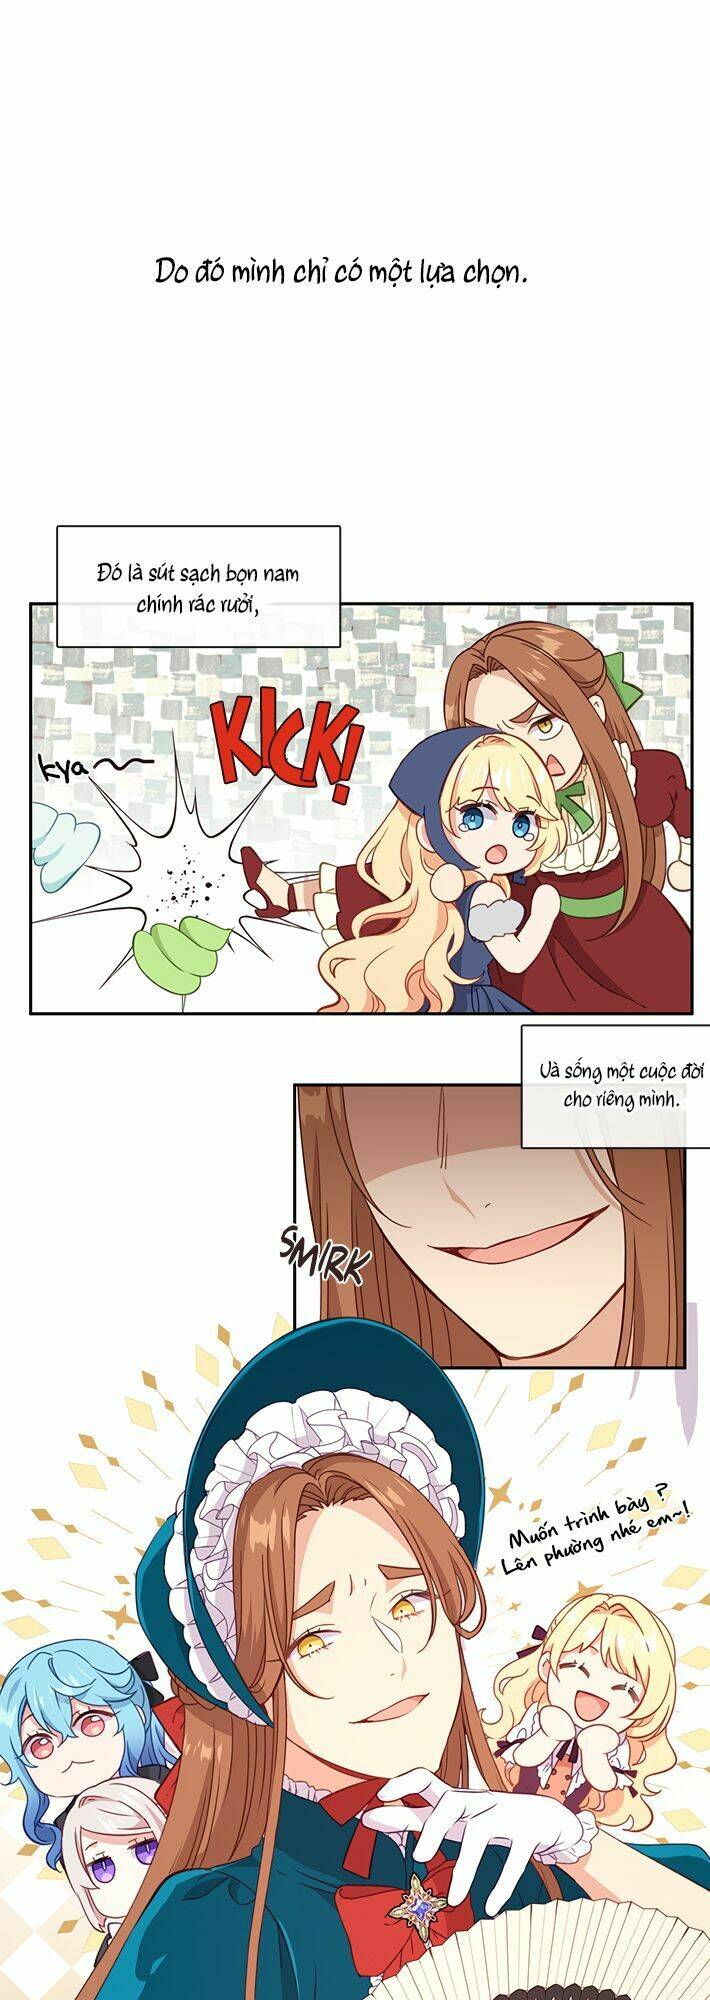 Do đó mình chỉ có một lựa chọn.
Đó là sút sạch bọn nam
chính rác rưởi,
KICK!
kya~~
Và sống một cuộc đời
cho riêng mình.
SMIRK
Muốn trình bày ?
Lên phường nhé em~!